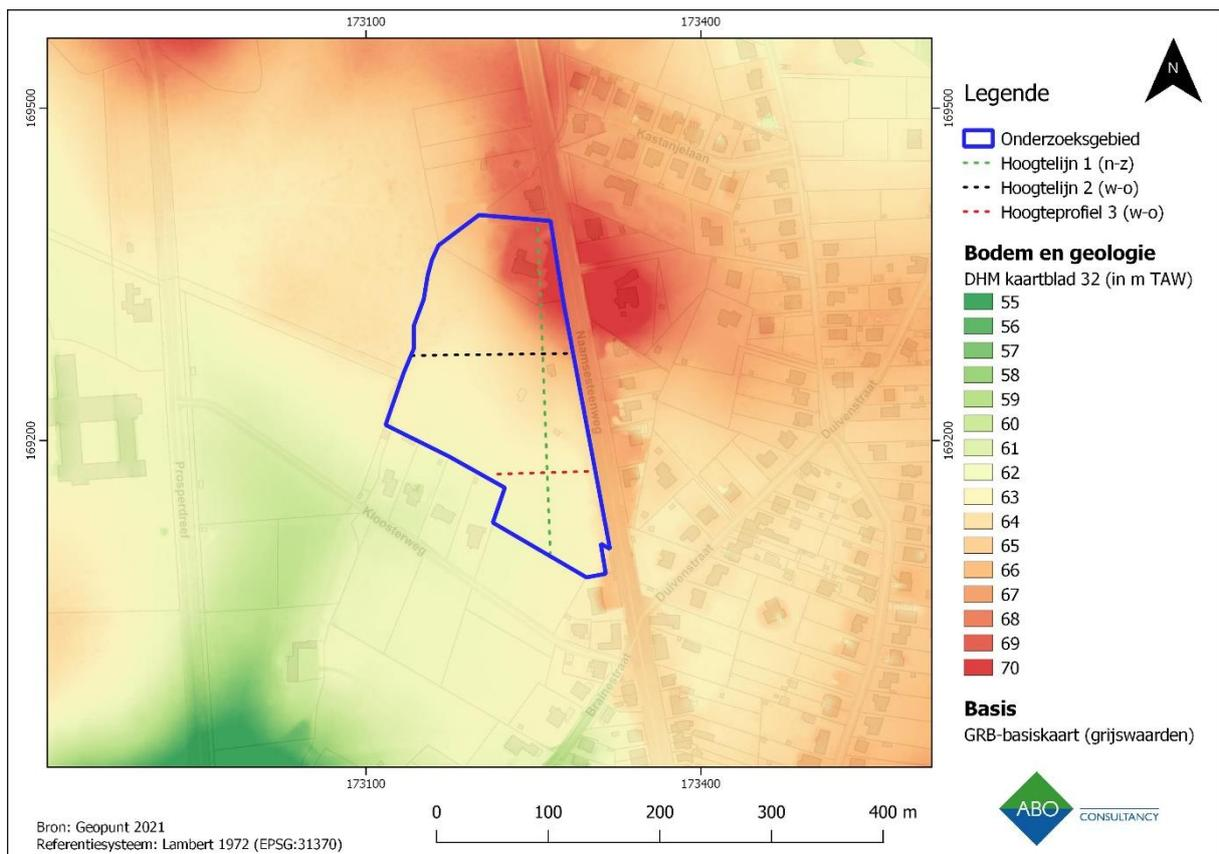 173100
173400
169500
169500
169200
169200
173100
173400
Kastanjelaan
Naamsesteenweg
Duivenstraat
Duivenstraat
Prosperdreef
Kloosterweg
Brainestraat
N
Legende
Onderzoeksgebied
Hoogtelijn 1 (n-z)
Hoogtelijn 2 (w-o)
Hoogteprofiel 3 (w-o)
Bodem en geologie
DHM kaartblad 32 (in m TAW)
55
56
57
58
59
60
61
62
63
64
65
66
67
68
69
70
Basis
GRB-basiskaart (grijswaarden)
ABO
CONSULTANCY
0 100 200 300 400 m
Bron: Geopunt 2021
Referentiesysteem: Lambert 1972 (EPSG:31370)